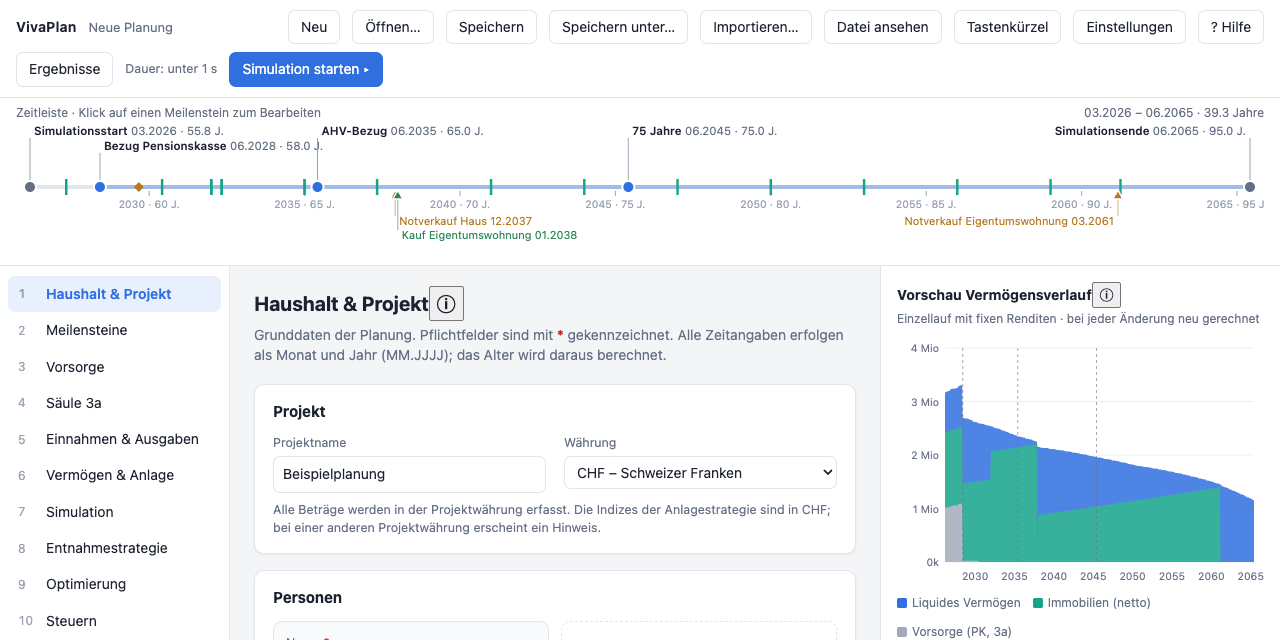 VivaPlan Neue Planung Neu Öffnen... Speichern Speichern unter... Importieren... Datei ansehen Tastenkürzel Einstellungen ? Hilfe
Ergebnisse Dauer: unter 1 s Simulation starten ▸
Zeitleiste · Klick auf einen Meilenstein zum Bearbeiten 03.2026 – 06.2065 · 39.3 Jahre
Simulationsstart 03.2026 · 55.8 J. AHV-Bezug 06.2035 · 65.0 J. 75 Jahre 06.2045 · 75.0 J. Simulationsende 06.2065 · 95.0 J.
Bezug Pensionskasse 06.2028 · 58.0 J.
2030 · 60 J. 2035 · 65 J. 2040 · 70 J. 2045 · 75 J. 2050 · 80 J. 2055 · 85 J. 2060 · 90 J. 2065 · 95 J
Notverkauf Haus 12.2037 Notverkauf Eigentumswohnung 03.2061
Kauf Eigentumswohnung 01.2038
1 Haushalt & Projekt
2 Meilensteine
3 Vorsorge
4 Säule 3a
5 Einnahmen & Ausgaben
6 Vermögen & Anlage
7 Simulation
8 Entnahmestrategie
9 Optimierung
10 Steuern
Haushalt & Projekt ⓘ
Grunddaten der Planung. Pflichtfelder sind mit * gekennzeichnet. Alle Zeitangaben erfolgen
als Monat und Jahr (MM.JJJJ); das Alter wird daraus berechnet.
Projekt
Projektname Währung
Beispielplanung CHF – Schweizer Franken
Alle Beträge werden in der Projektwährung erfasst. Die Indizes der Anlagestrategie sind in CHF;
bei einer anderen Projektwährung erscheint ein Hinweis.
Personen
Vorschau Vermögensverlauf ⓘ
Einzellauf mit fixen Renditen · bei jeder Änderung neu gerechnet
4 Mio
3 Mio
2 Mio
1 Mio
0k
2030 2035 2040 2045 2050 2055 2060 2065
Liquides Vermögen Immobilien (netto)
Vorsorge (PK, 3a)